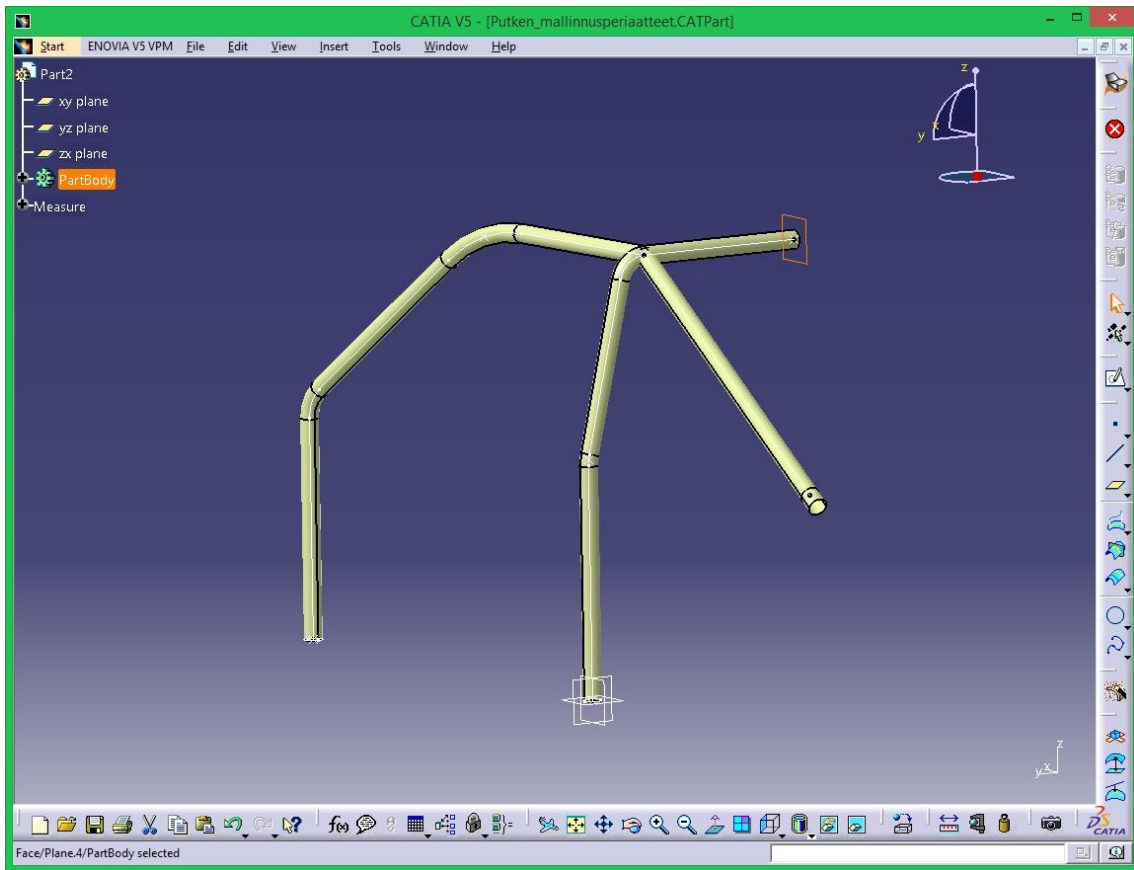 CATIA V5 - [Putken_mallinnusperiaatteet.CATPart]
Start ENOVIA V5 VPM File Edit View Insert Tools Window Help
Part2
xy plane
yz plane
zx plane
PartBody
Measure
z
x
y
z
x
y
f(x)
DS
CATIA
Face/Plane.4/PartBody selected